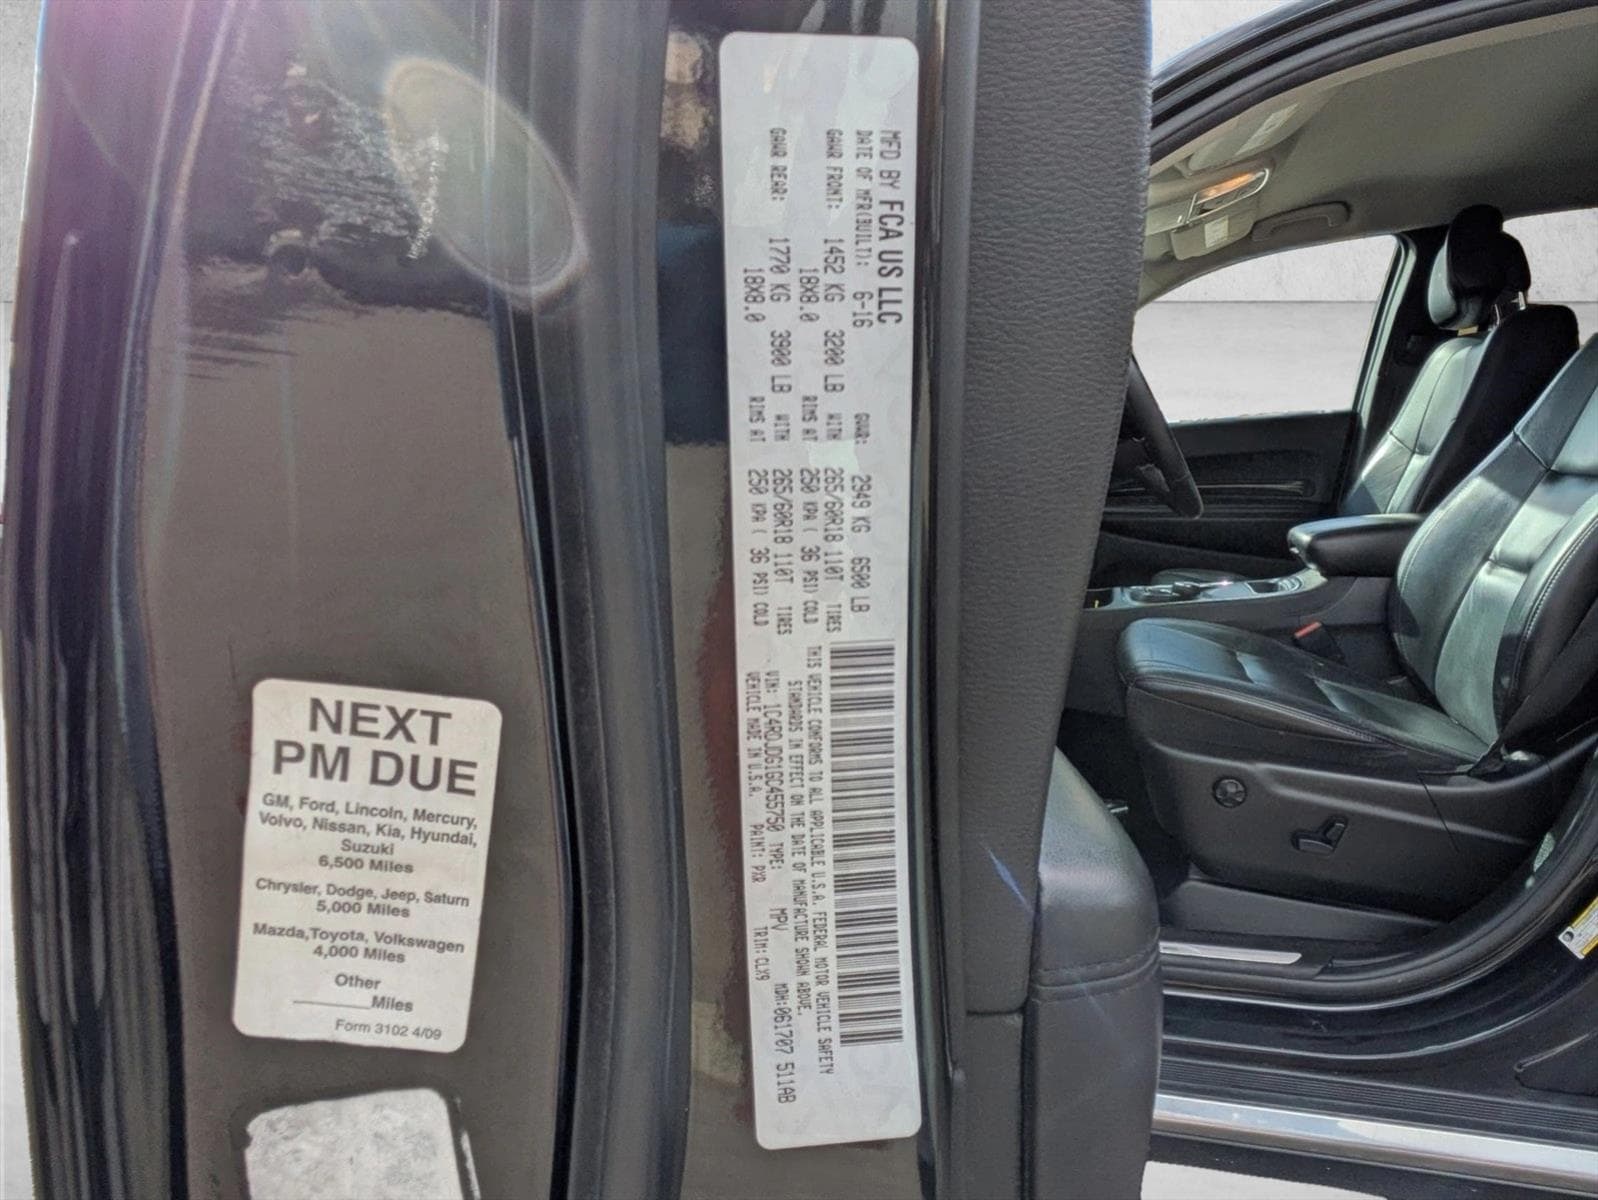 MFD BY FCA US LLC
DATE OF MFR(BUILT): 6-16 GVWR: 2949 KG 6500 LB
GAWR FRONT: 1452 KG 3200 LB WITH 265/60R18 110T TIRES
18X8.0 RIMS AT 250 KPA ( 36 PSI) COLD
GAWR REAR: 1770 KG 3900 LB WITH 265/60R18 110T TIRES
18X8.0 RIMS AT 250 KPA ( 36 PSI) COLD
THIS VEHICLE CONFORMS TO ALL APPLICABLE U.S.A. FEDERAL MOTOR VEHICLE SAFETY
STANDARDS IN EFFECT ON THE DATE OF MANUFACTURE SHOWN ABOVE.
VIN: 1C4RDJDG1GC455750 TYPE: MPV MDH:061707 511AB
VEHICLE MADE IN U.S.A. PAINT: PXR TRIM: CLX9
NEXT
PM DUE
GM, Ford, Lincoln, Mercury,
Volvo, Nissan, Kia, Hyundai,
Suzuki
6,500 Miles
Chrysler, Dodge, Jeep, Saturn
5,000 Miles
Mazda,Toyota, Volkswagen
4,000 Miles
Other
________Miles
Form 3102 4/09